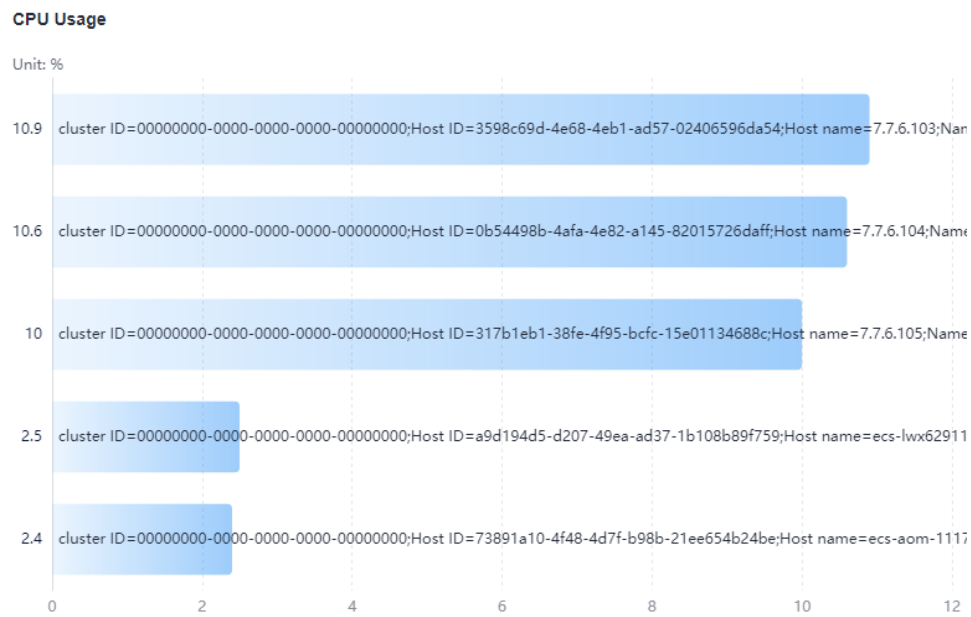 CPU Usage
Unit: %
10.9 cluster ID=00000000-0000-0000-0000-00000000;Host ID=3598c69d-4e68-4eb1-ad57-02406596da54;Host name=7.7.6.103;Nam
10.6 cluster ID=00000000-0000-0000-0000-00000000;Host ID=0b54498b-4afa-4e82-a145-82015726daff;Host name=7.7.6.104;Name
10 cluster ID=00000000-0000-0000-0000-00000000;Host ID=317b1eb1-38fe-4f95-bcfc-15e01134688c;Host name=7.7.6.105;Name
2.5 cluster ID=00000000-0000-0000-0000-00000000;Host ID=a9d194d5-d207-49ea-ad37-1b108b89f759;Host name=ecs-lwx62911
2.4 cluster ID=00000000-0000-0000-0000-00000000;Host ID=73891a10-4f48-4d7f-b98b-21ee654b24be;Host name=ecs-aom-1117
0 2 4 6 8 10 12